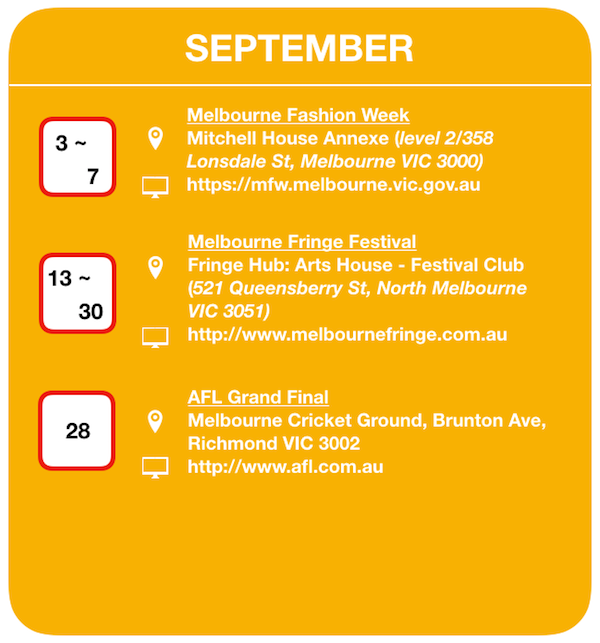 SEPTEMBER
3 ~
7
Melbourne Fashion Week
Mitchell House Annexe (level 2/358
Lonsdale St, Melbourne VIC 3000)
https://mfw.melbourne.vic.gov.au
13 ~
30
Melbourne Fringe Festival
Fringe Hub: Arts House - Festival Club
(521 Queensberry St, North Melbourne
VIC 3051)
http://www.melbournefringe.com.au
28
AFL Grand Final
Melbourne Cricket Ground, Brunton Ave,
Richmond VIC 3002
http://www.afl.com.au